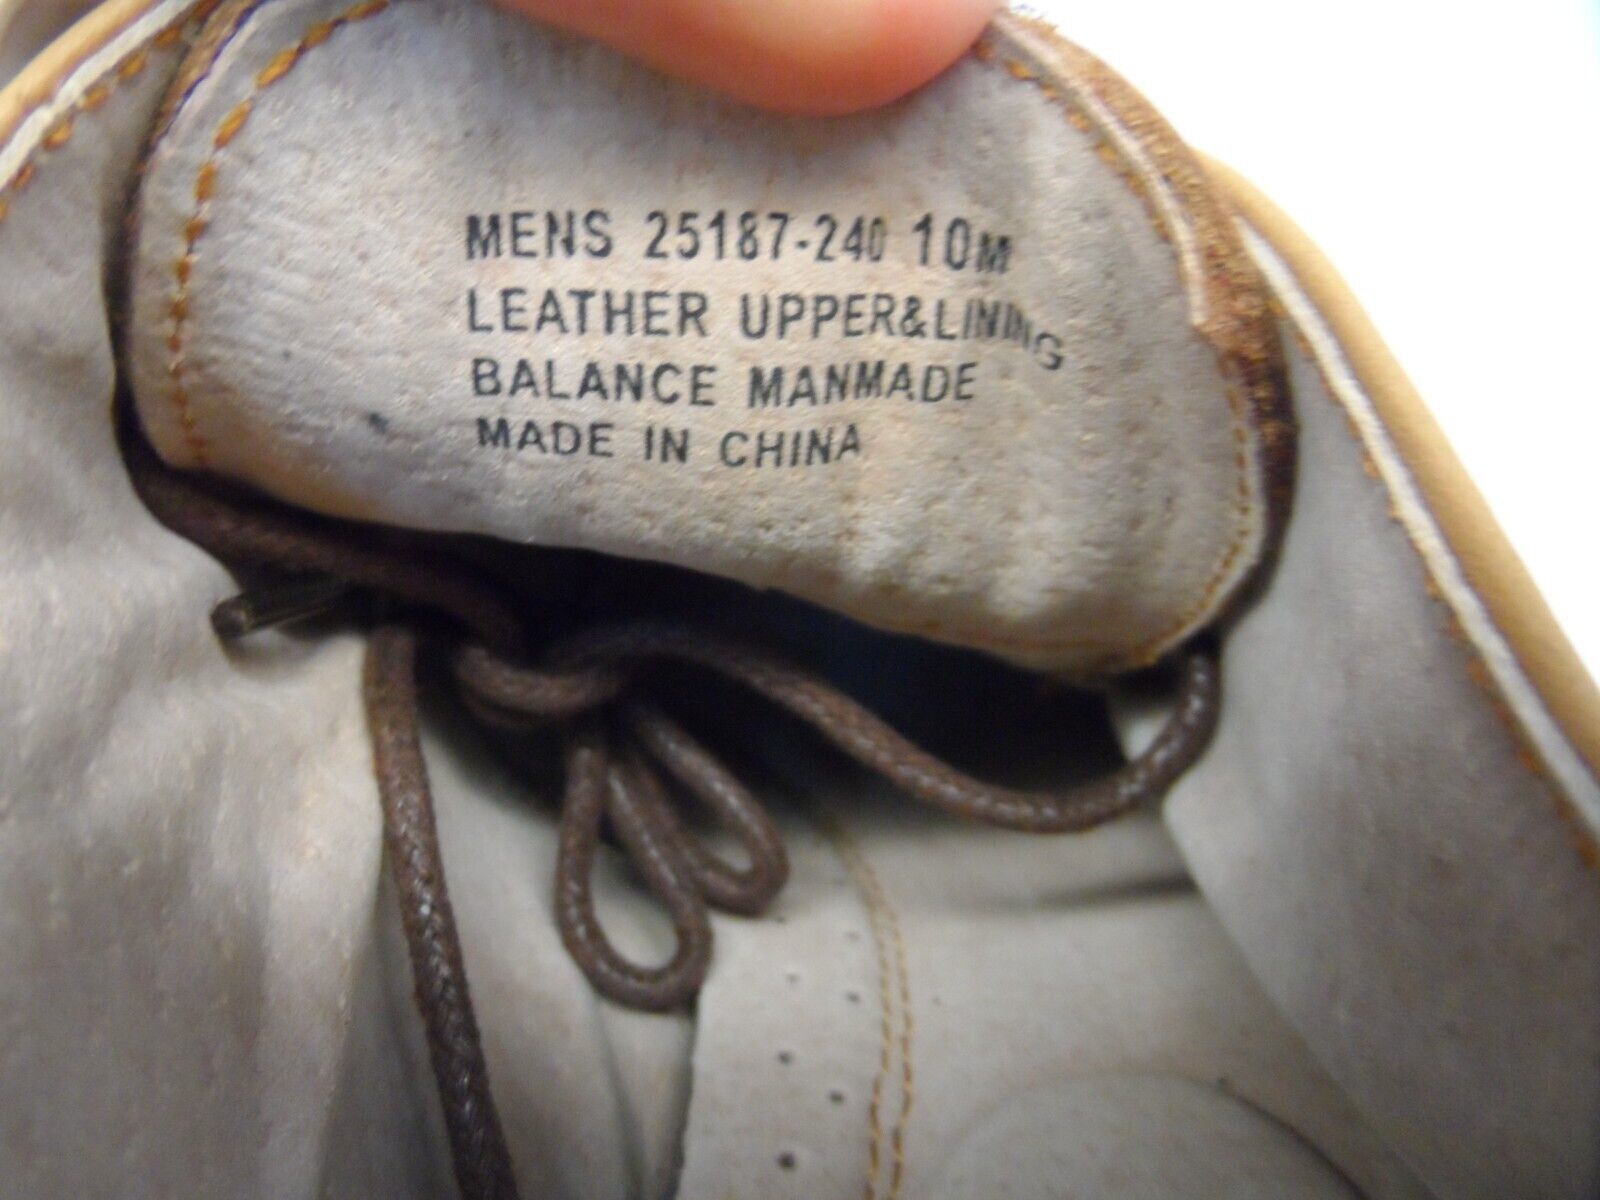 MENS 25187-240 10M
LEATHER UPPER&LINING
BALANCE MANMADE
MADE IN CHINA